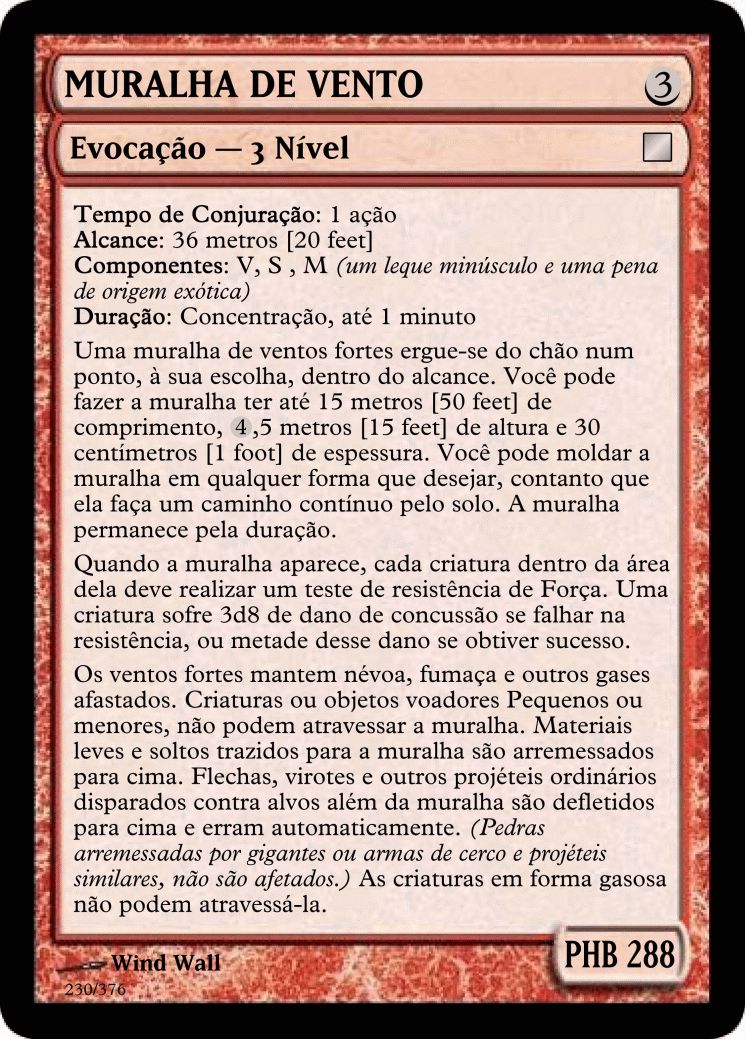 MURALHA DE VENTO 3
Evocação — 3 Nível
Tempo de Conjuração: 1 ação
Alcance: 36 metros [20 feet]
Componentes: V, S , M (um leque minúsculo e uma pena
de origem exótica)
Duração: Concentração, até 1 minuto
Uma muralha de ventos fortes ergue-se do chão num
ponto, à sua escolha, dentro do alcance. Você pode
fazer a muralha ter até 15 metros [50 feet] de
comprimento, 4,5 metros [15 feet] de altura e 30
centímetros [1 foot] de espessura. Você pode moldar a
muralha em qualquer forma que desejar, contanto que
ela faça um caminho contínuo pelo solo. A muralha
permanece pela duração.
Quando a muralha aparece, cada criatura dentro da área
dela deve realizar um teste de resistência de Força. Uma
criatura sofre 3d8 de dano de concussão se falhar na
resistência, ou metade desse dano se obtiver sucesso.
Os ventos fortes mantem névoa, fumaça e outros gases
afastados. Criaturas ou objetos voadores Pequenos ou
menores, não podem atravessar a muralha. Materiais
leves e soltos trazidos para a muralha são arremessados
para cima. Flechas, virotes e outros projéteis ordinários
disparados contra alvos além da muralha são defletidos
para cima e erram automaticamente. (Pedras
arremessadas por gigantes ou armas de cerco e projéteis
similares, não são afetados.) As criaturas em forma gasosa
não podem atravessá-la.
PHB 288
Wind Wall
230/376